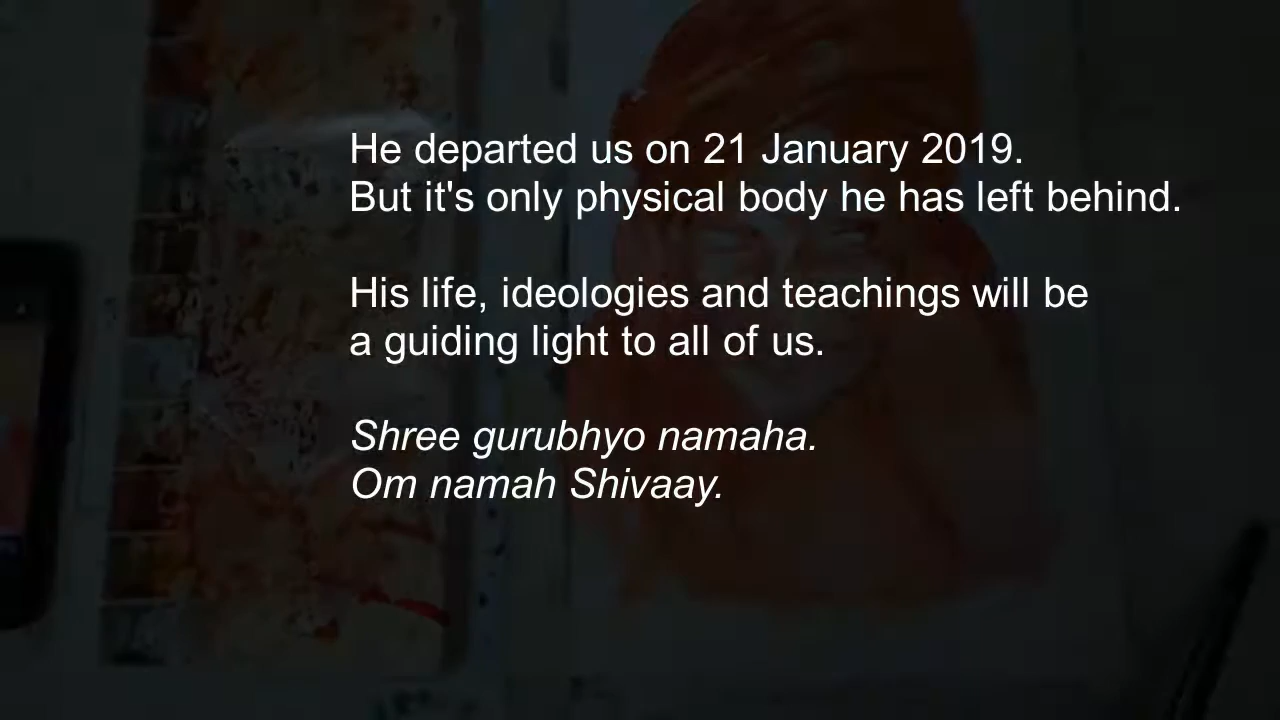 He departed us on 21 January 2019.
But it's only physical body he has left behind.
His life, ideologies and teachings will be
a guiding light to all of us.
Shree gurubhyo namaha.
Om namah Shivaay.